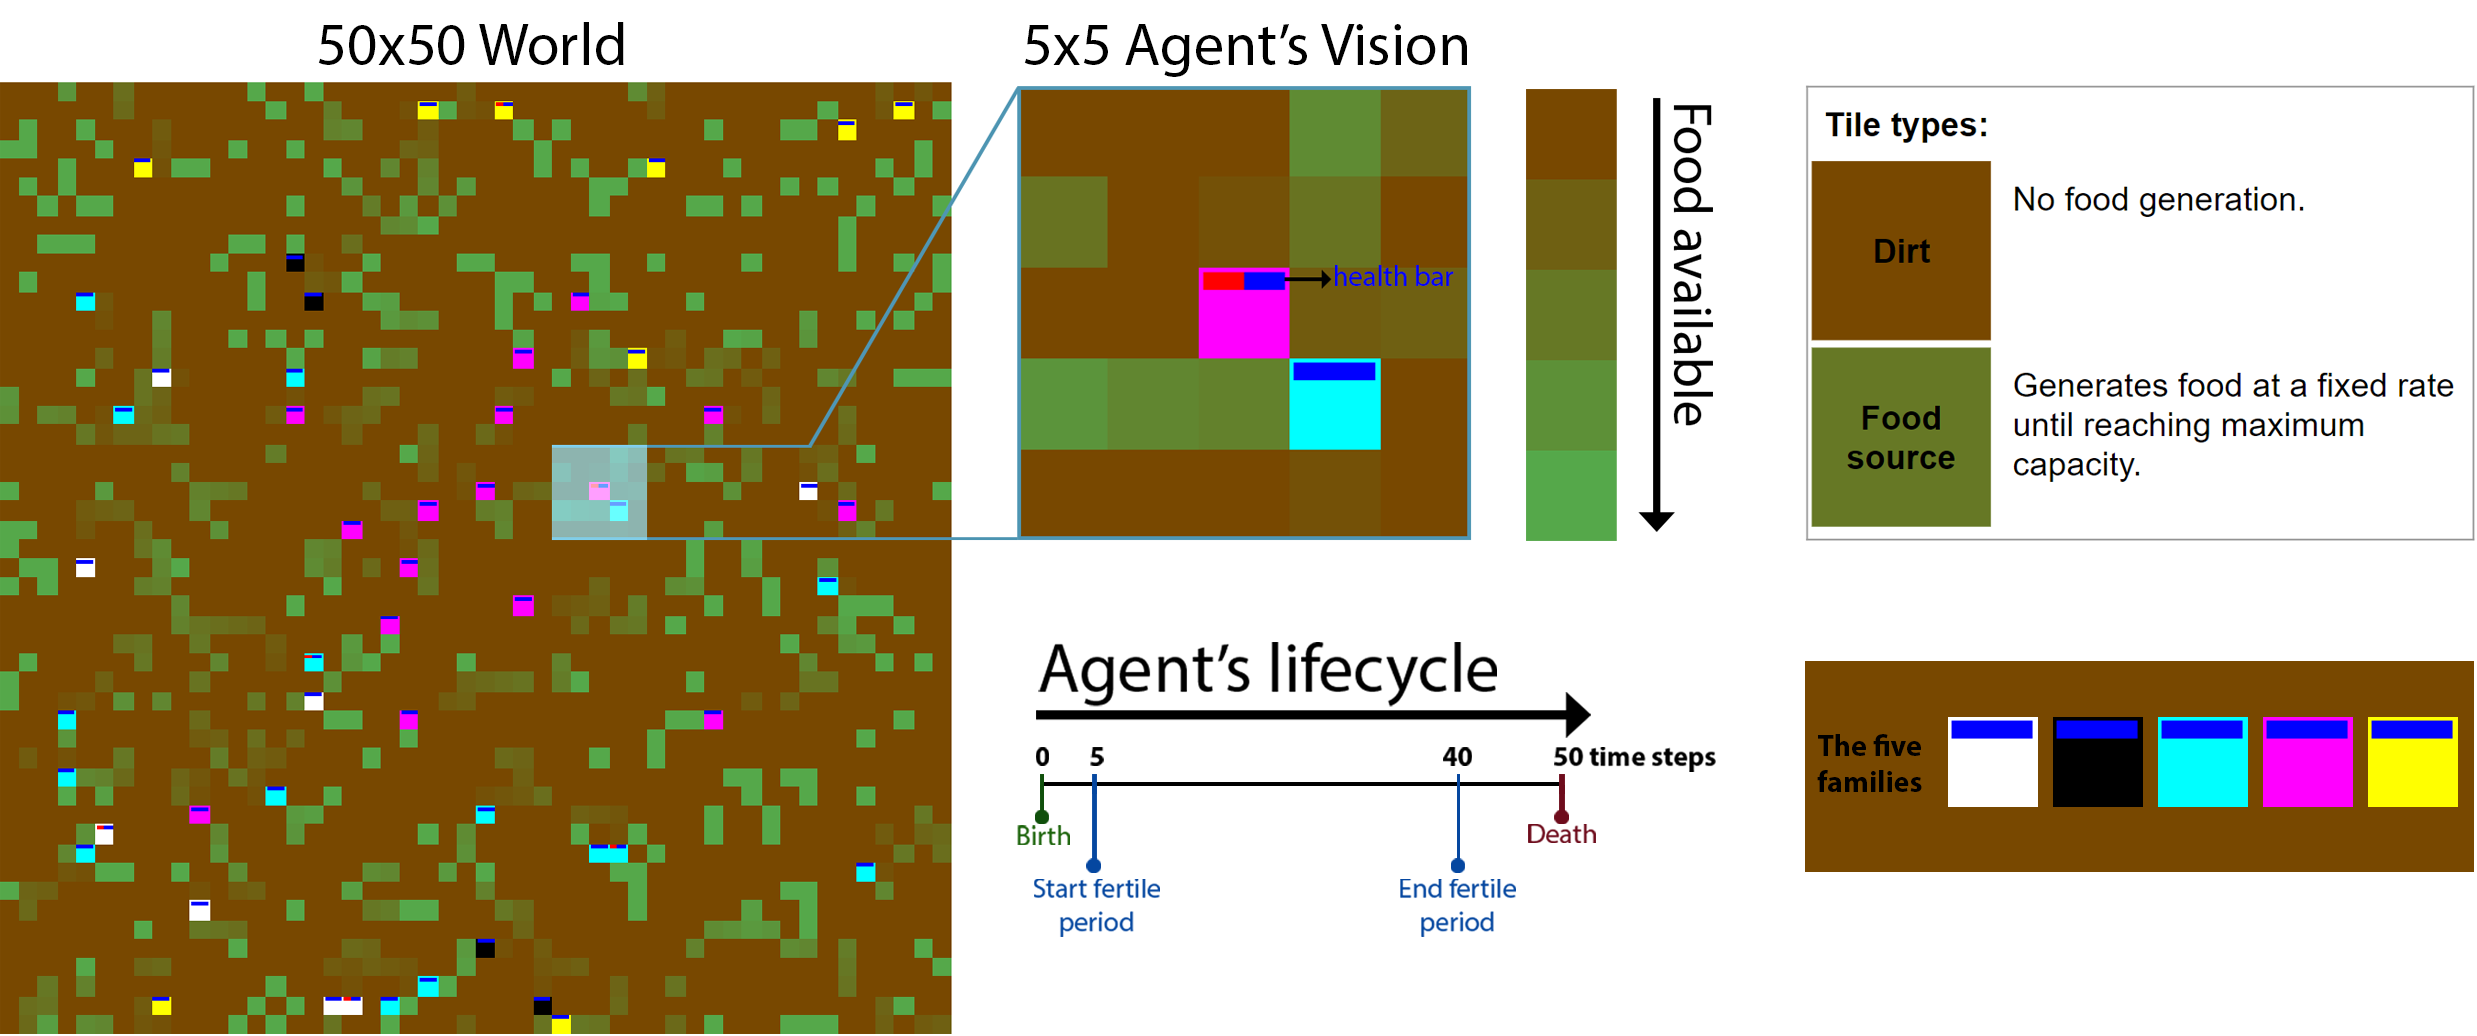 50x50 World
5x5 Agent's Vision
health bar
Food available
Tile types:
Dirt
No food generation.
Food
source
Generates food at a fixed rate
until reaching maximum
capacity.
Agent's lifecycle
0 5 40 50 time steps
Birth
Death
Start fertile
period
End fertile
period
The five
families